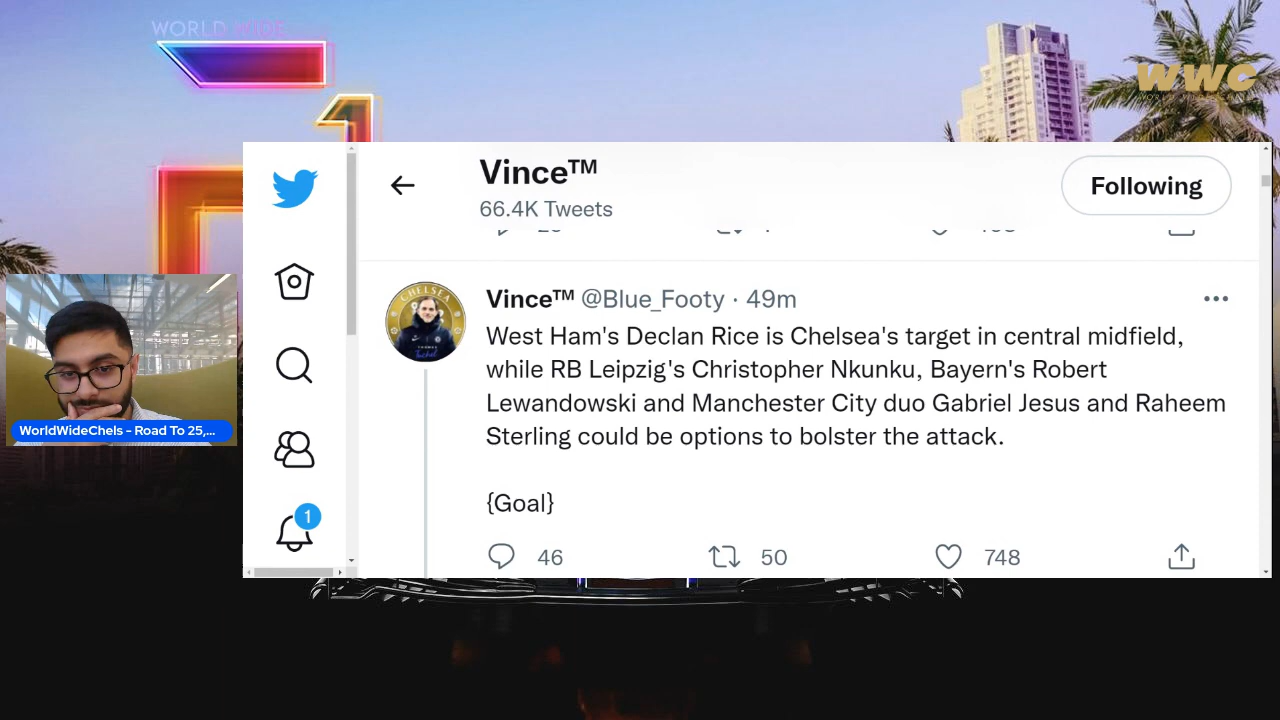 WORLD WIDE
WWC
Vince™
66.4K Tweets
Following
Vince™ @Blue_Footy · 49m
West Ham's Declan Rice is Chelsea's target in central midfield,
while RB Leipzig's Christopher Nkunku, Bayern's Robert
Lewandowski and Manchester City duo Gabriel Jesus and Raheem
Sterling could be options to bolster the attack.
{Goal}
46 50 748
1
CHELSEA
WorldWideChels - Road To 25,...